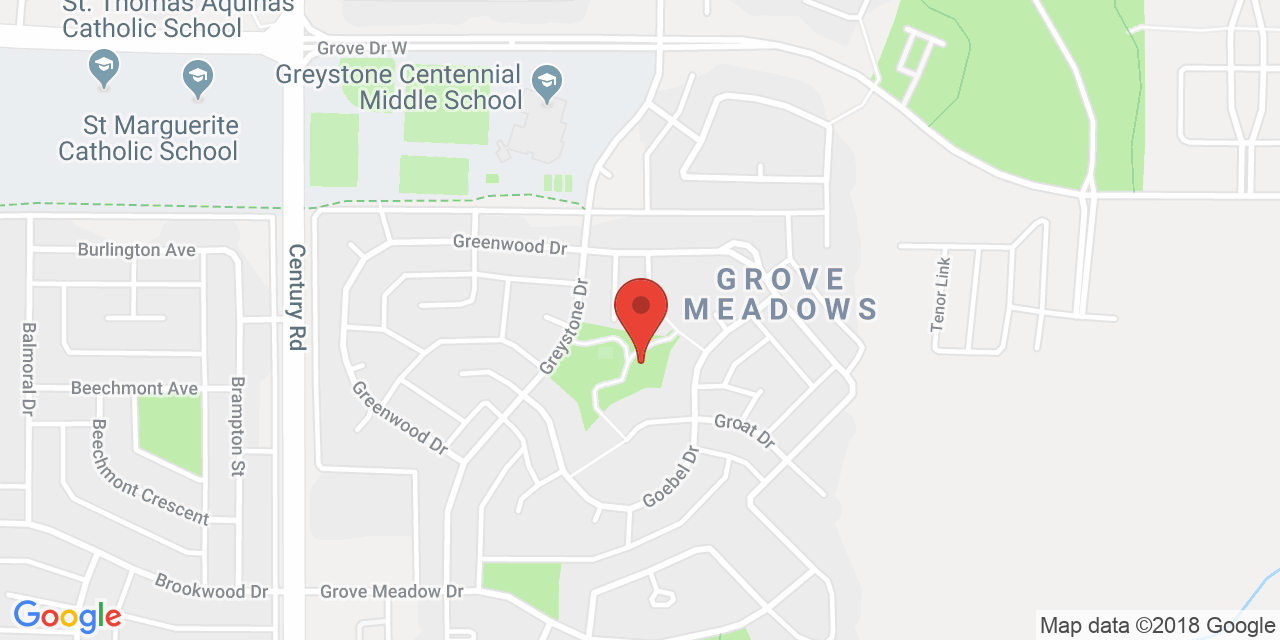 St. Thomas Aquinas
Catholic School
Grove Dr W
Greystone Centennial
Middle School
St Marguerite
Catholic School
Burlington Ave
Greenwood Dr
Century Rd
GROVE
MEADOWS
Tenor Link
Greystone Dr
Balmoral Dr
Beechmont Ave
Brampton St
Greenwood Dr
Beechmont Crescent
Groat Dr
Goebel Dr
Brookwood Dr
Grove Meadow Dr
Google
Map data ©2018 Google